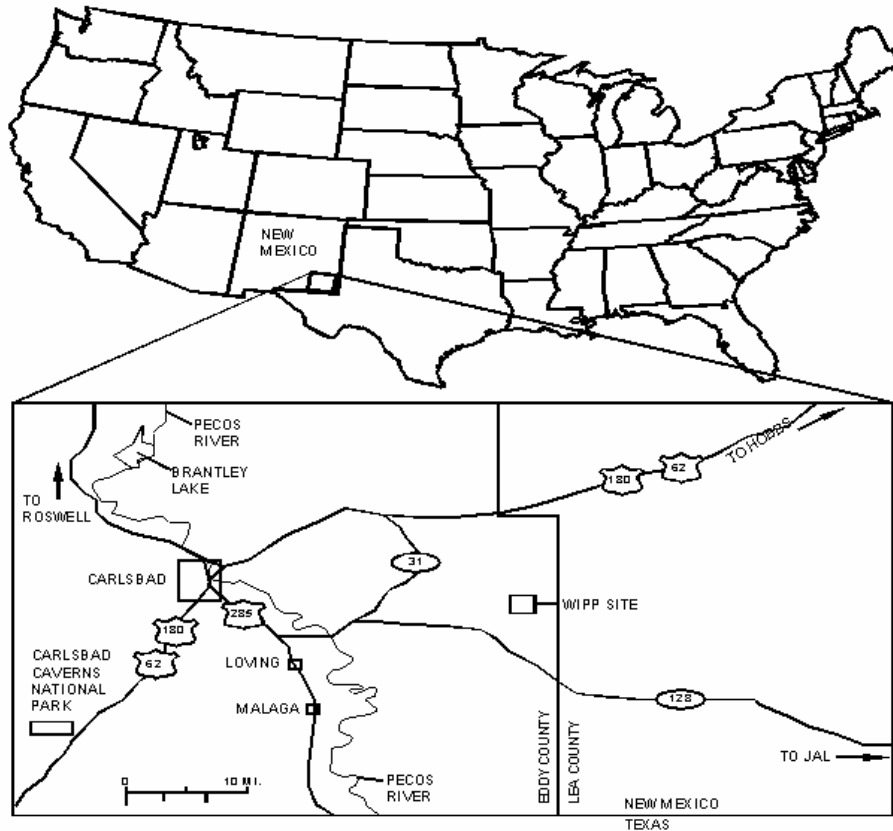 NEW
MEXICO
PECOS
RIVER
BRANTLEY
LAKE
TO
ROSWELL
TO HOBBS
180
62
31
CARLSBAD
WIPP SITE
285
180
62
LOVING
CARLSBAD
CAVERNS
NATIONAL
PARK
MALAGA
128
0
10 MI.
PECOS
RIVER
EDDY COUNTY
LEA COUNTY
TO JAL
NEW MEXICO
TEXAS